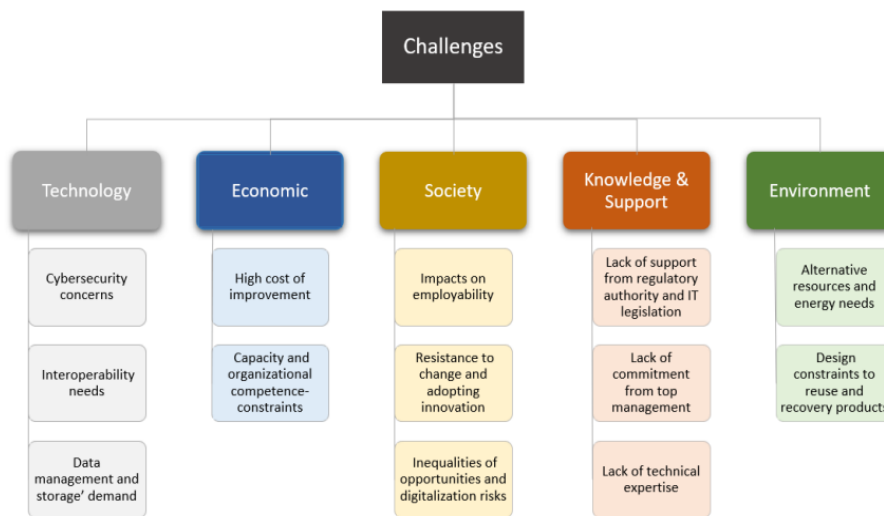 Challenges
Technology
Economic
Society
Knowledge &
Support
Environment
Cybersecurity
concerns
Interoperability
needs
Data
management and
storage’ demand
High cost of
improvement
Capacity and
organizational
competence-
constraints
Impacts on
employability
Resistance to
change and
adopting
innovation
Inequalities of
opportunities and
digitalization risks
Lack of support
from regulatory
authority and IT
legislation
Lack of
commitment
from top
management
Lack of technical
expertise
Alternative
resources and
energy needs
Design
constraints to
reuse and
recovery products